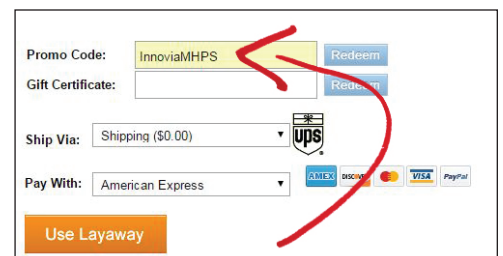 Promo Code: InnoviaMHPS Redeem
Gift Certificate: Redeem
Ship Via: Shipping ($0.00) ups
Pay With: American Express AMEX DISCOVER VISA PayPal
Use Layaway